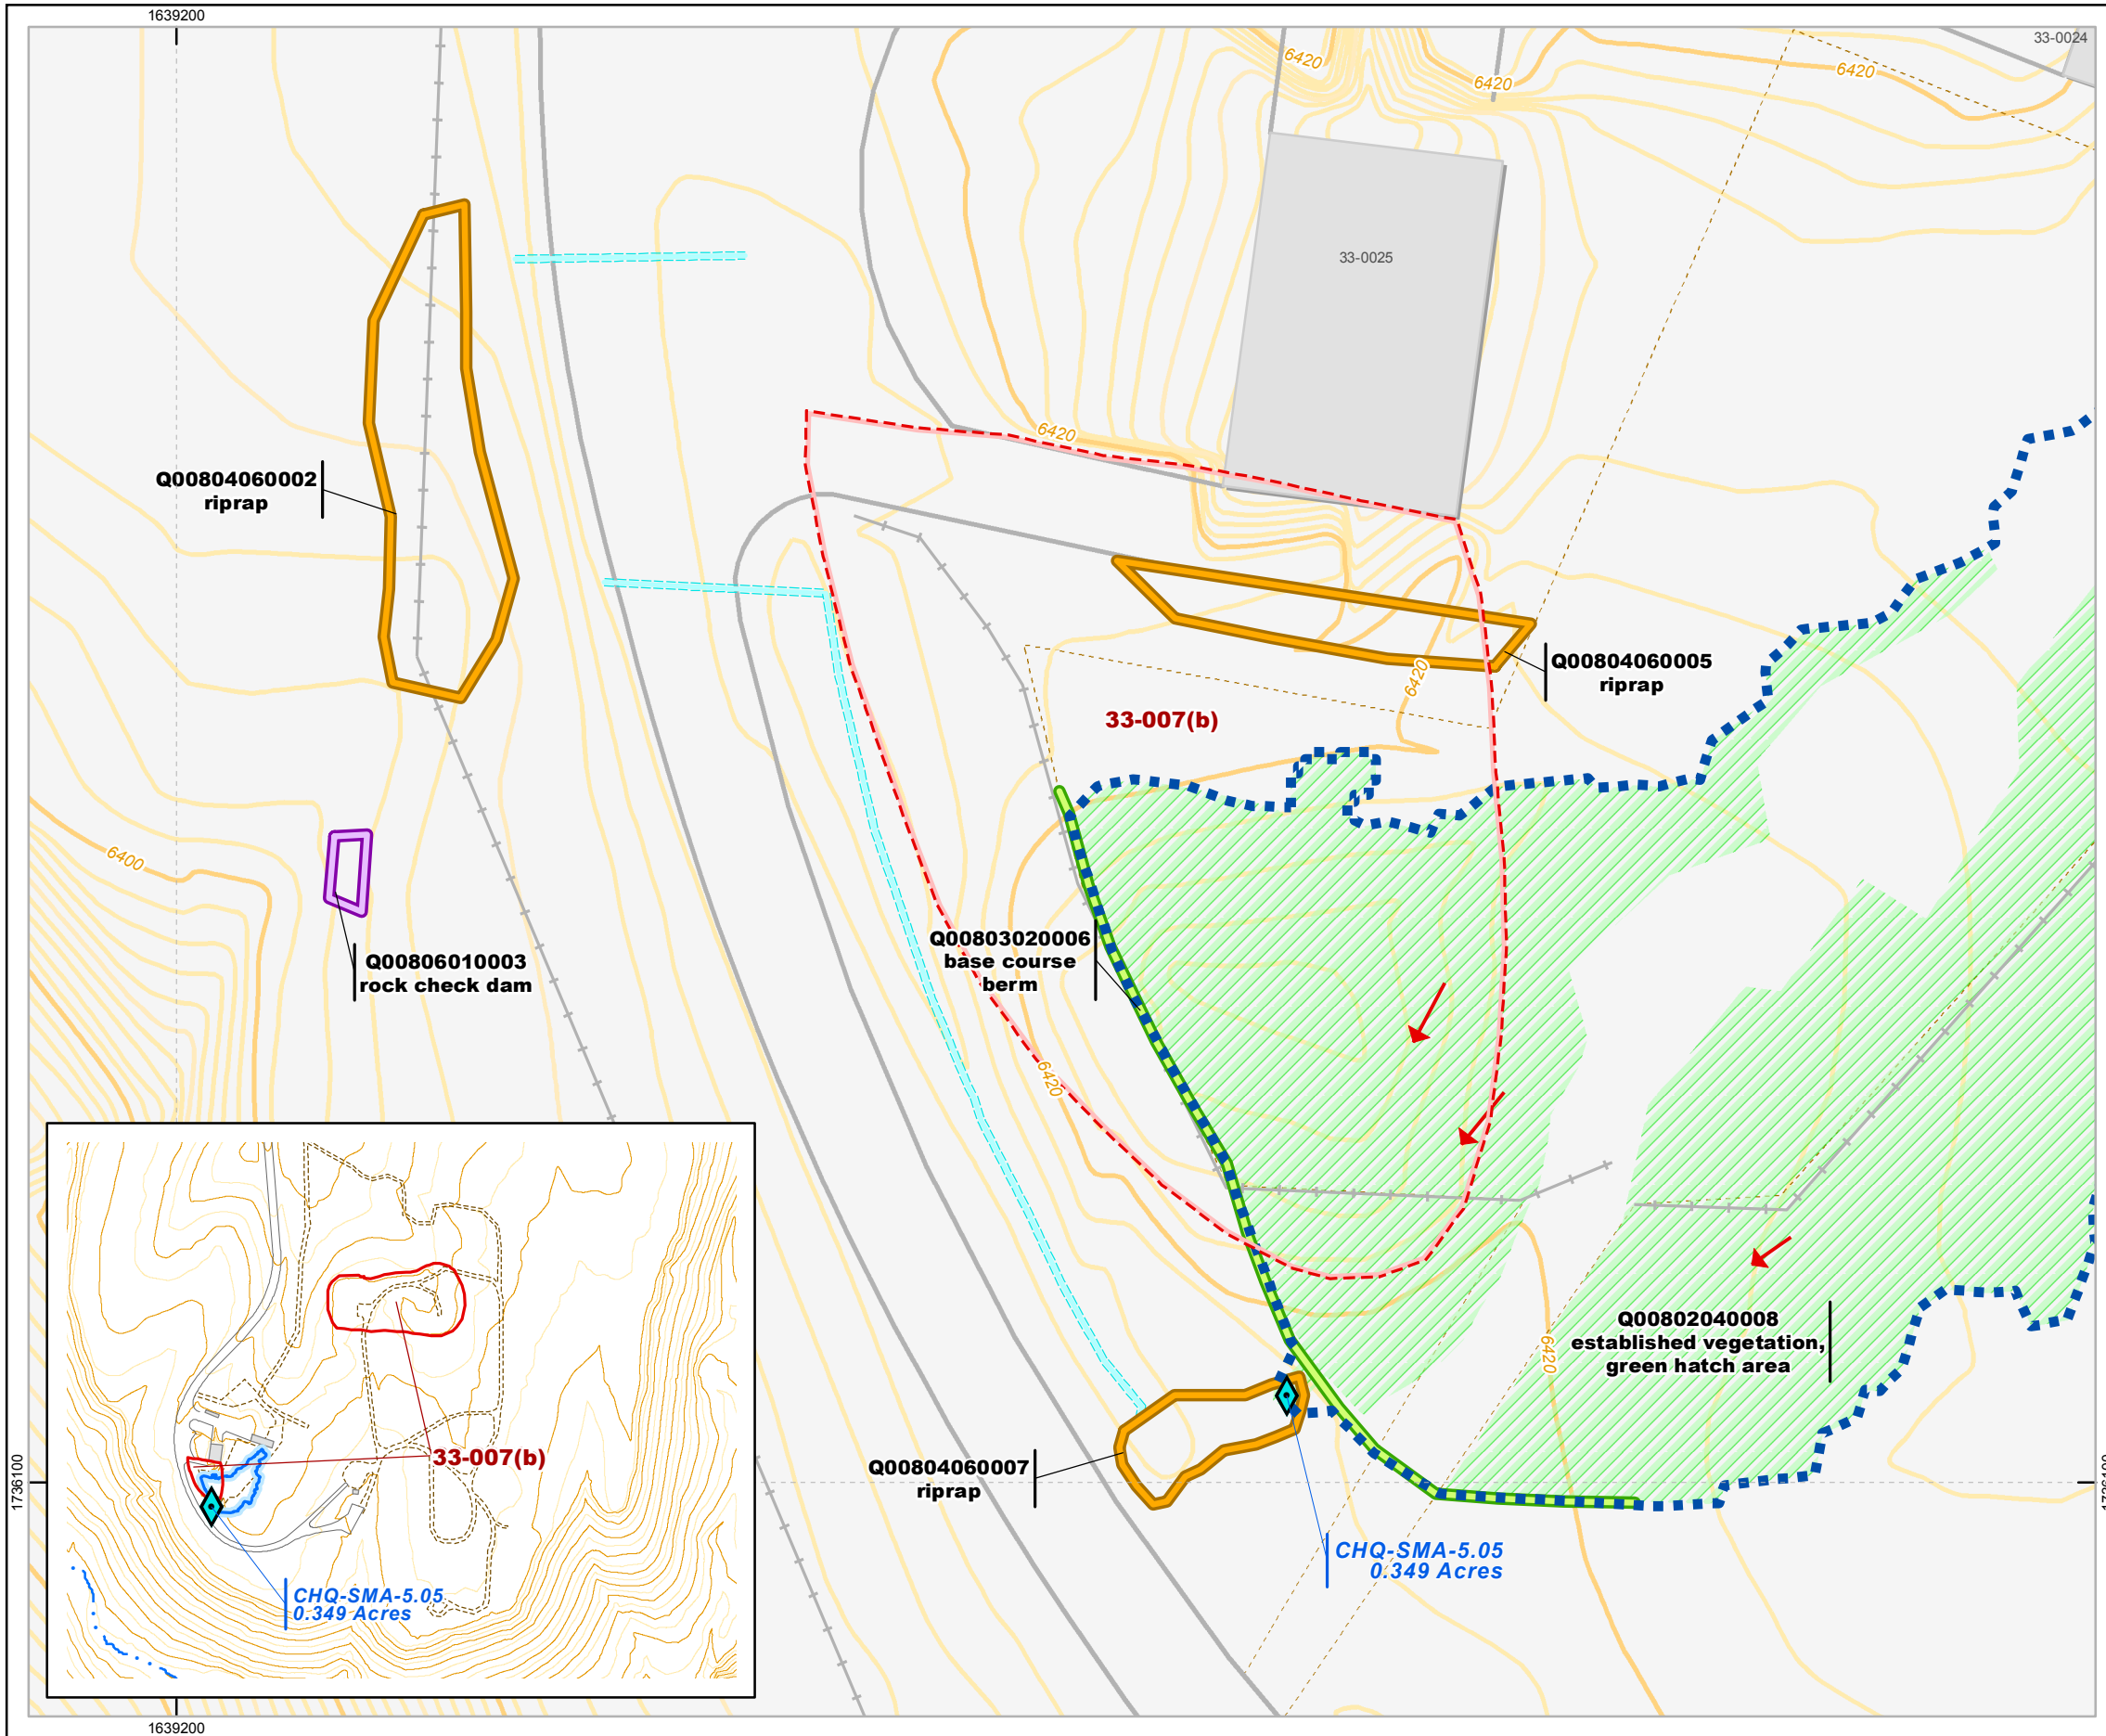 1639200
33-0024
6420
6420
6420
33-0025
6420
Q00804060002
riprap
Q00804060005
riprap
6420
33-007(b)
6400
Q00803020006
base course
berm
Q00806010003
rock check dam
6420
Q00802040008
established vegetation,
green hatch area
6420
33-007(b)
Q00804060007
riprap
1736100
CHQ-SMA-5.05
0.349 Acres
CHQ-SMA-5.05
0.349 Acres
1639200